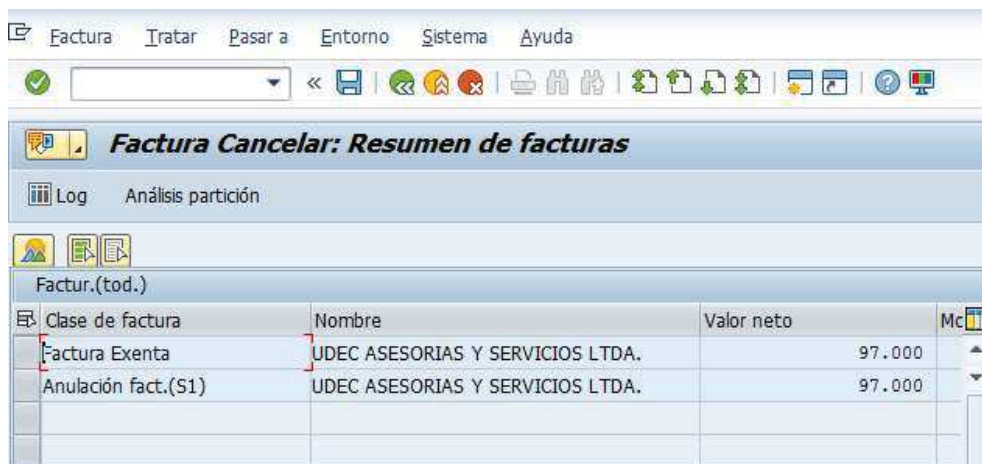 Factura Tratar Pasar a Entorno Sistema Ayuda
Factura Cancelar: Resumen de facturas
Log Análisis partición
Factur.(tod.)
Clase de factura Nombre Valor neto Mc
Factura Exenta UDEC ASESORIAS Y SERVICIOS LTDA. 97.000
Anulación fact.(S1) UDEC ASESORIAS Y SERVICIOS LTDA. 97.000